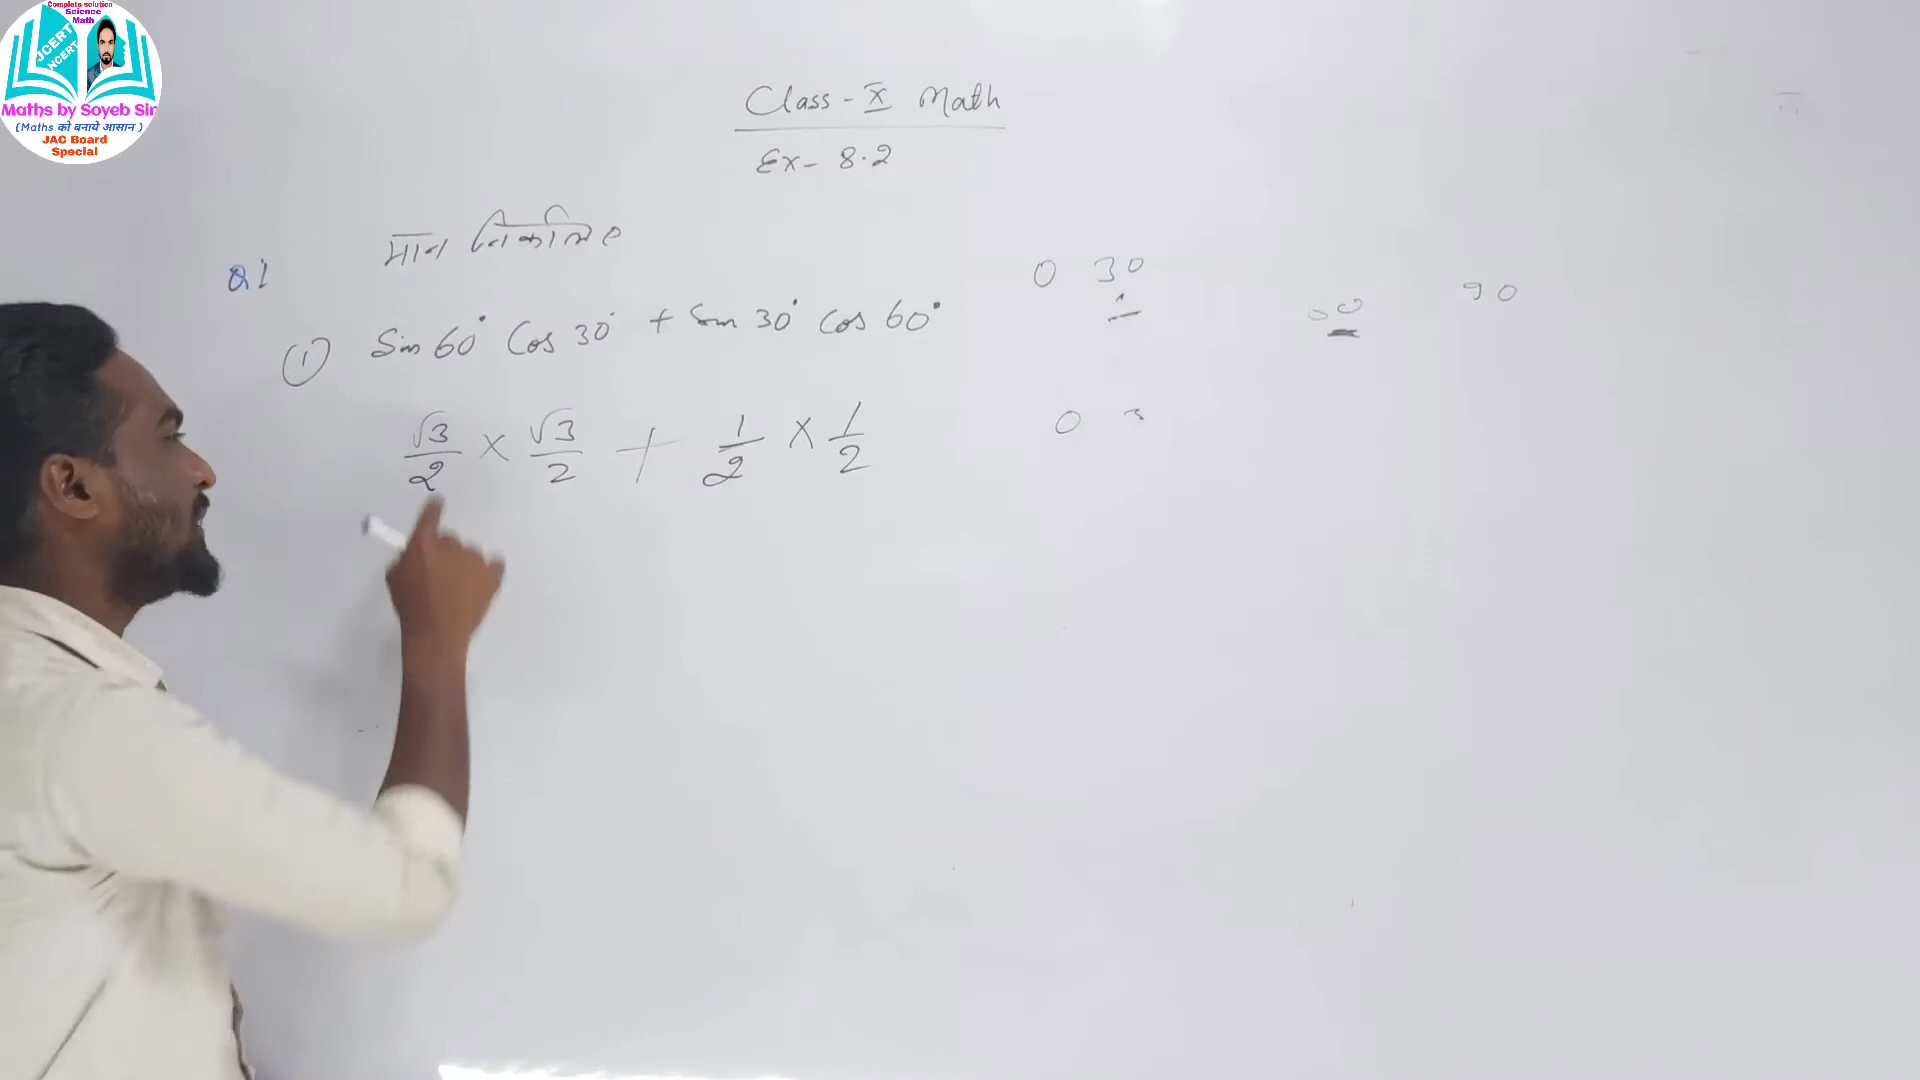 Complete solution
Science
Math
JCERT
NCERT
Maths by Soyeb Sir
(Maths को बनाये आसान)
JAC Board
Special
Class - X Math
Ex - 8.2
मान निकालिए
Q1
(1) Sin 60° Cos 30° + Sin 30° Cos 60°
√3/2 × √3/2 + 1/2 × 1/2
0 30
90
0